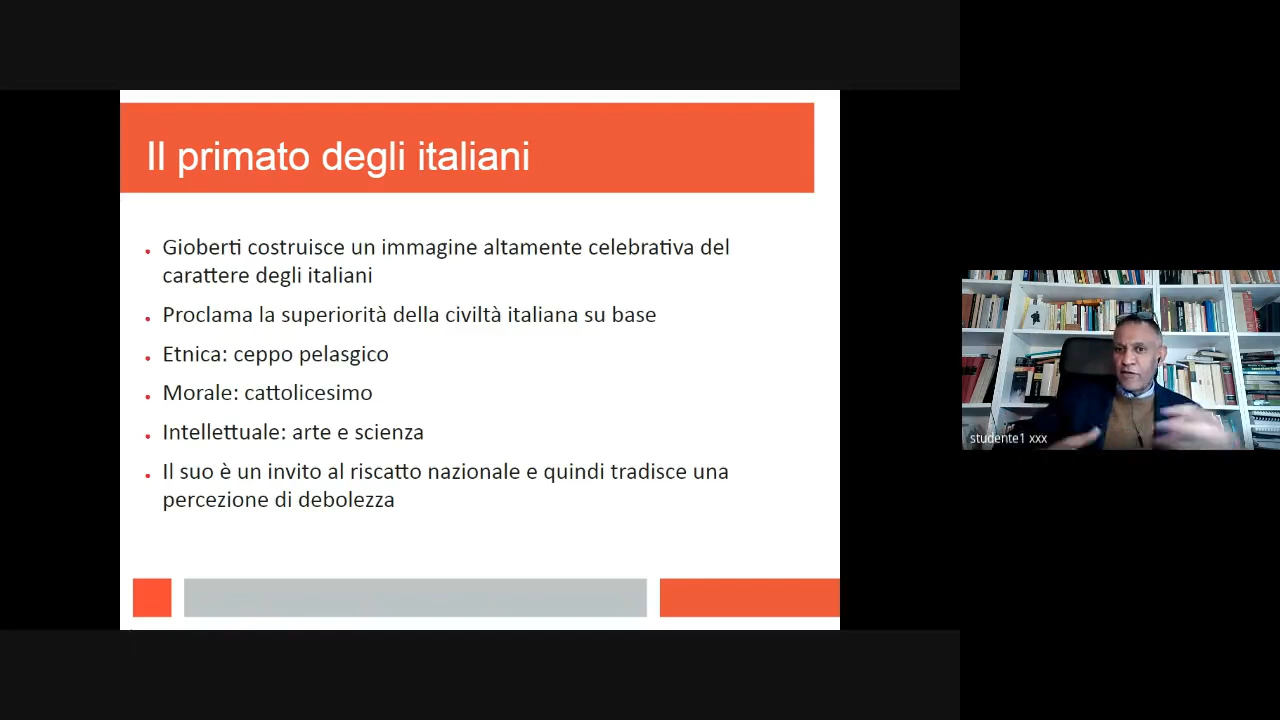 Il primato degli italiani
Gioberti costruisce un immagine altamente celebrativa del
carattere degli italiani
Proclama la superiorità della civiltà italiana su base
Etnica: ceppo pelasgico
Morale: cattolicesimo
Intellettuale: arte e scienza
Il suo è un invito al riscatto nazionale e quindi tradisce una
percezione di debolezza
studente1 xxx